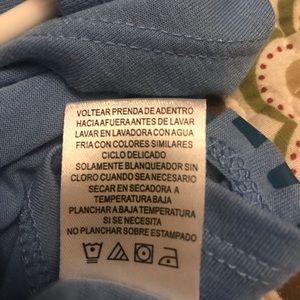 VOLTEAR PRENDA DE ADENTRO
HACIA AFUERA ANTES DE LAVAR
LAVAR EN LAVADORA CON AGUA
FRIA CON COLORES SIMILARES
CICLO DELICADO
SOLAMENTE BLANQUEADOR SIN
CLORO CUANDO SEA NECESARIO
SECAR EN SECADORA A
TEMPERATURA BAJA
PLANCHAR A BAJA TEMPERATURA
SI SE NECESITA
NO PLANCHAR SOBRE ESTAMPADO